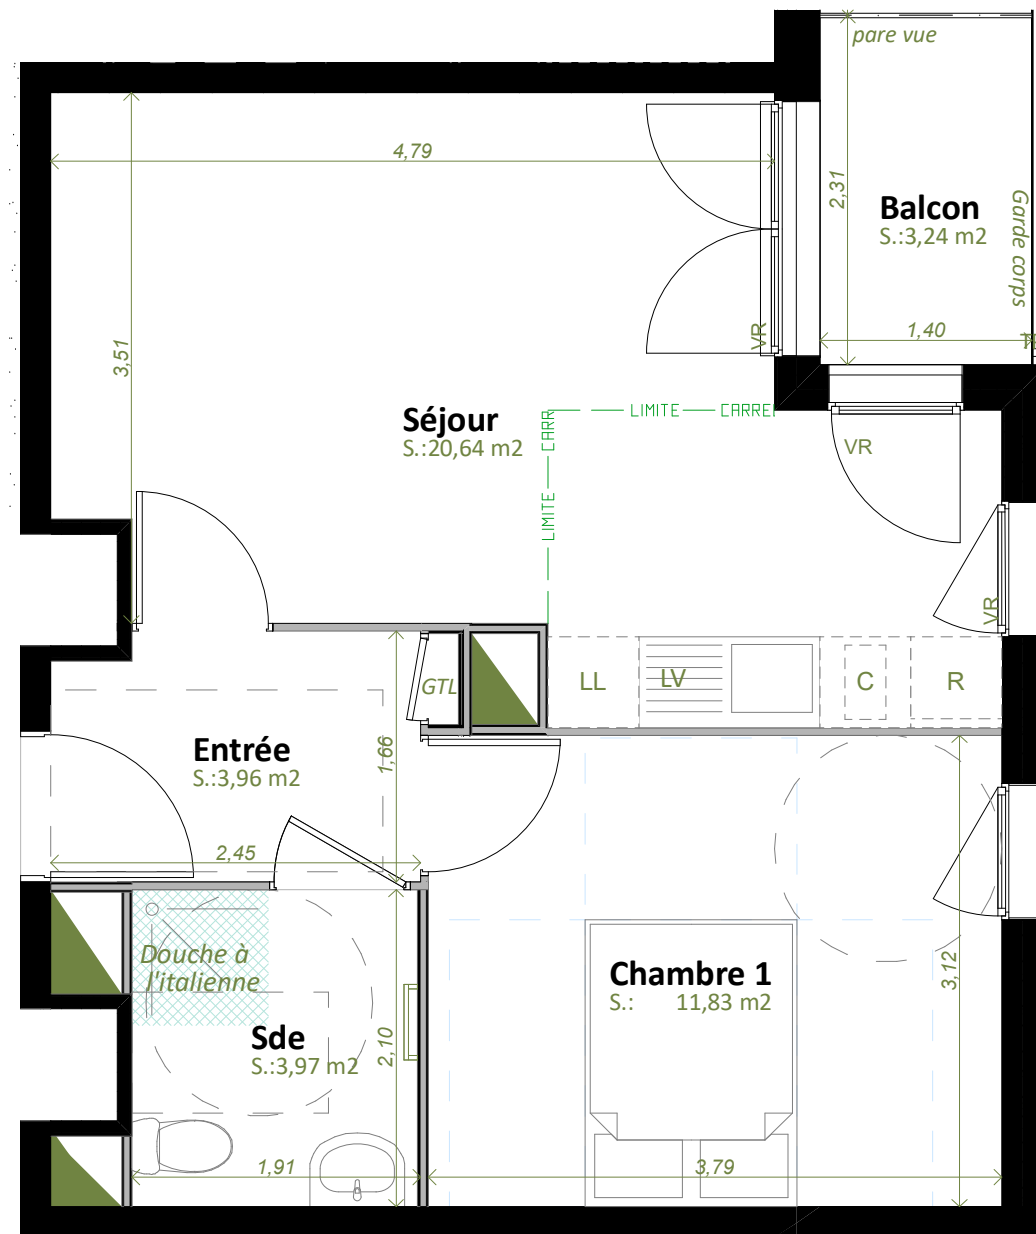 pare vue
4,79
2,31
Balcon
S.:3,24 m2
Garde corps
VR
1,40
3,51
Séjour
S.:20,64 m2
LIMITE
CARRE
LIMITE
CARR
VR
VR
GTL
LL
LV
C
R
Entrée
S.:3,96 m2
1,66
2,45
Douche à
l'italienne
Chambre 1
S.: 11,83 m2
3,12
Sde
S.:3,97 m2
2,10
1,91
3,79